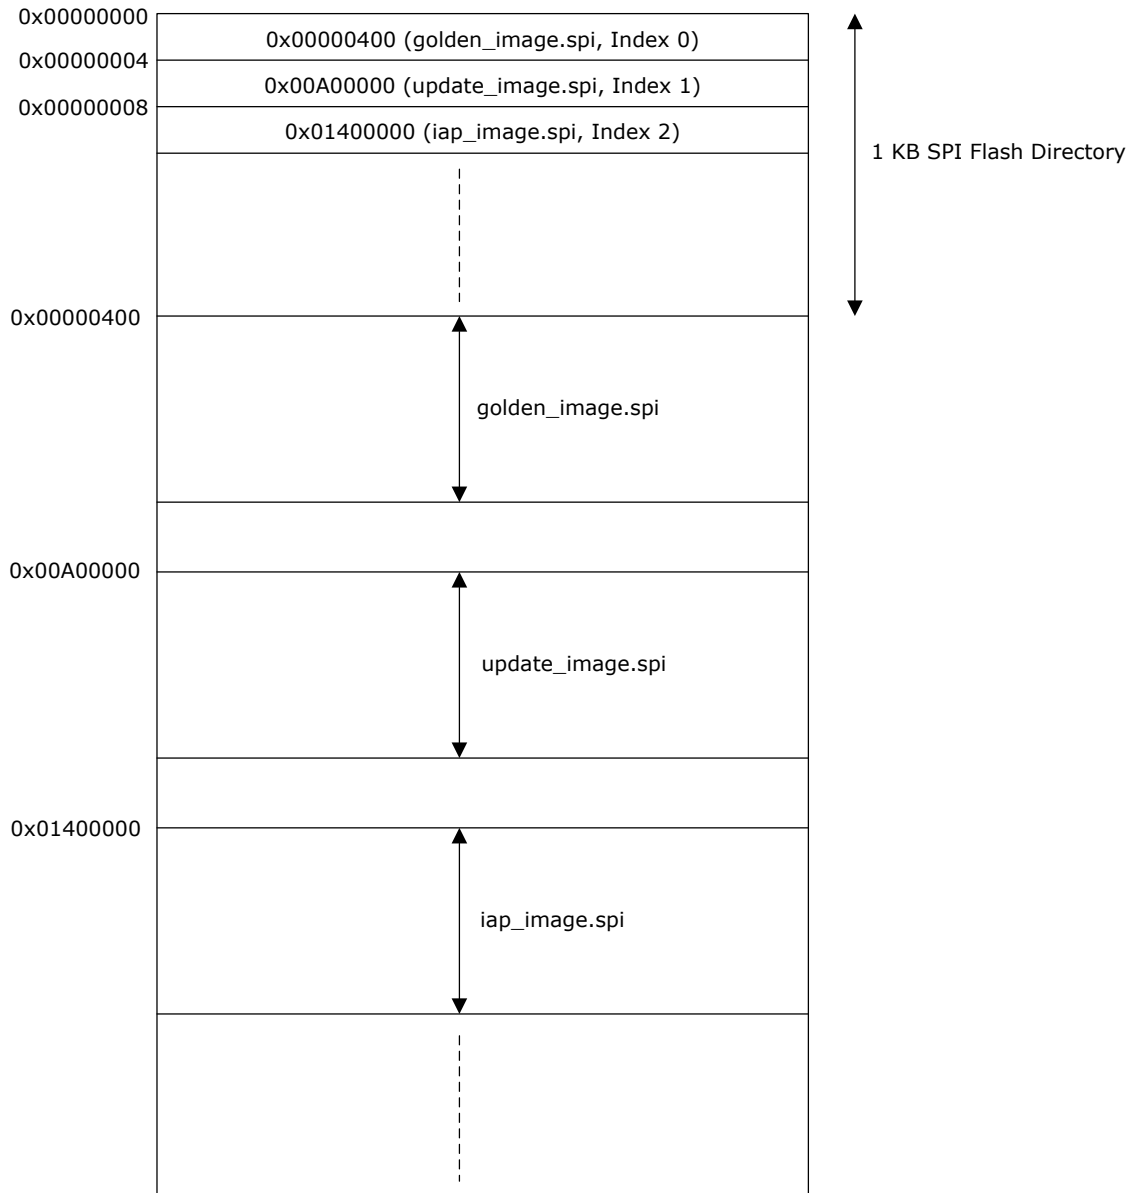 0x00000000
0x00000400 (golden_image.spi, Index 0)
0x00000004
0x00A00000 (update_image.spi, Index 1)
0x00000008
0x01400000 (iap_image.spi, Index 2)
1 KB SPI Flash Directory
0x00000400
golden_image.spi
0x00A00000
update_image.spi
0x01400000
iap_image.spi